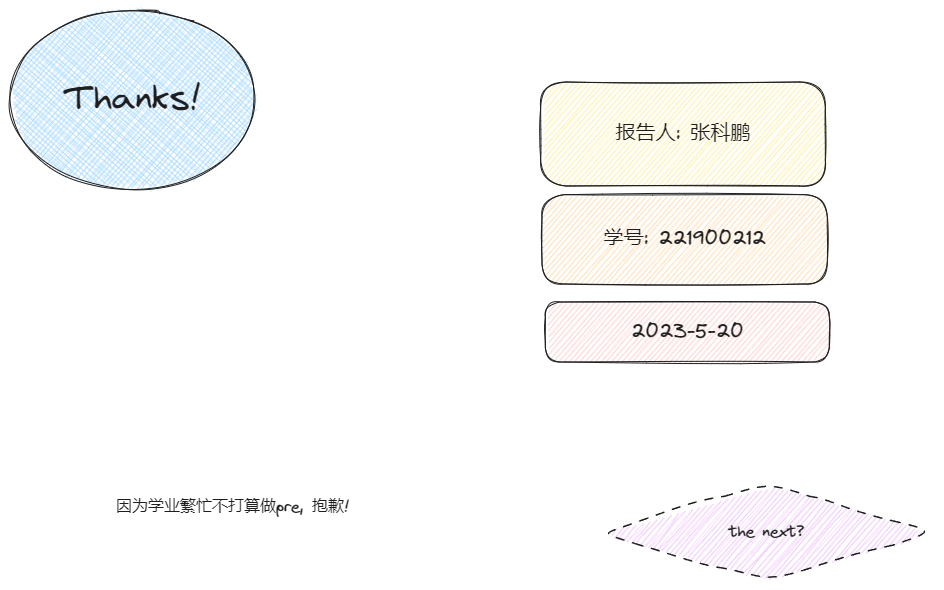 Thanks!
报告人: 张科鹏
学号: 221900212
2023-5-20
因为学业繁忙不打算做pre, 抱歉!
the next?